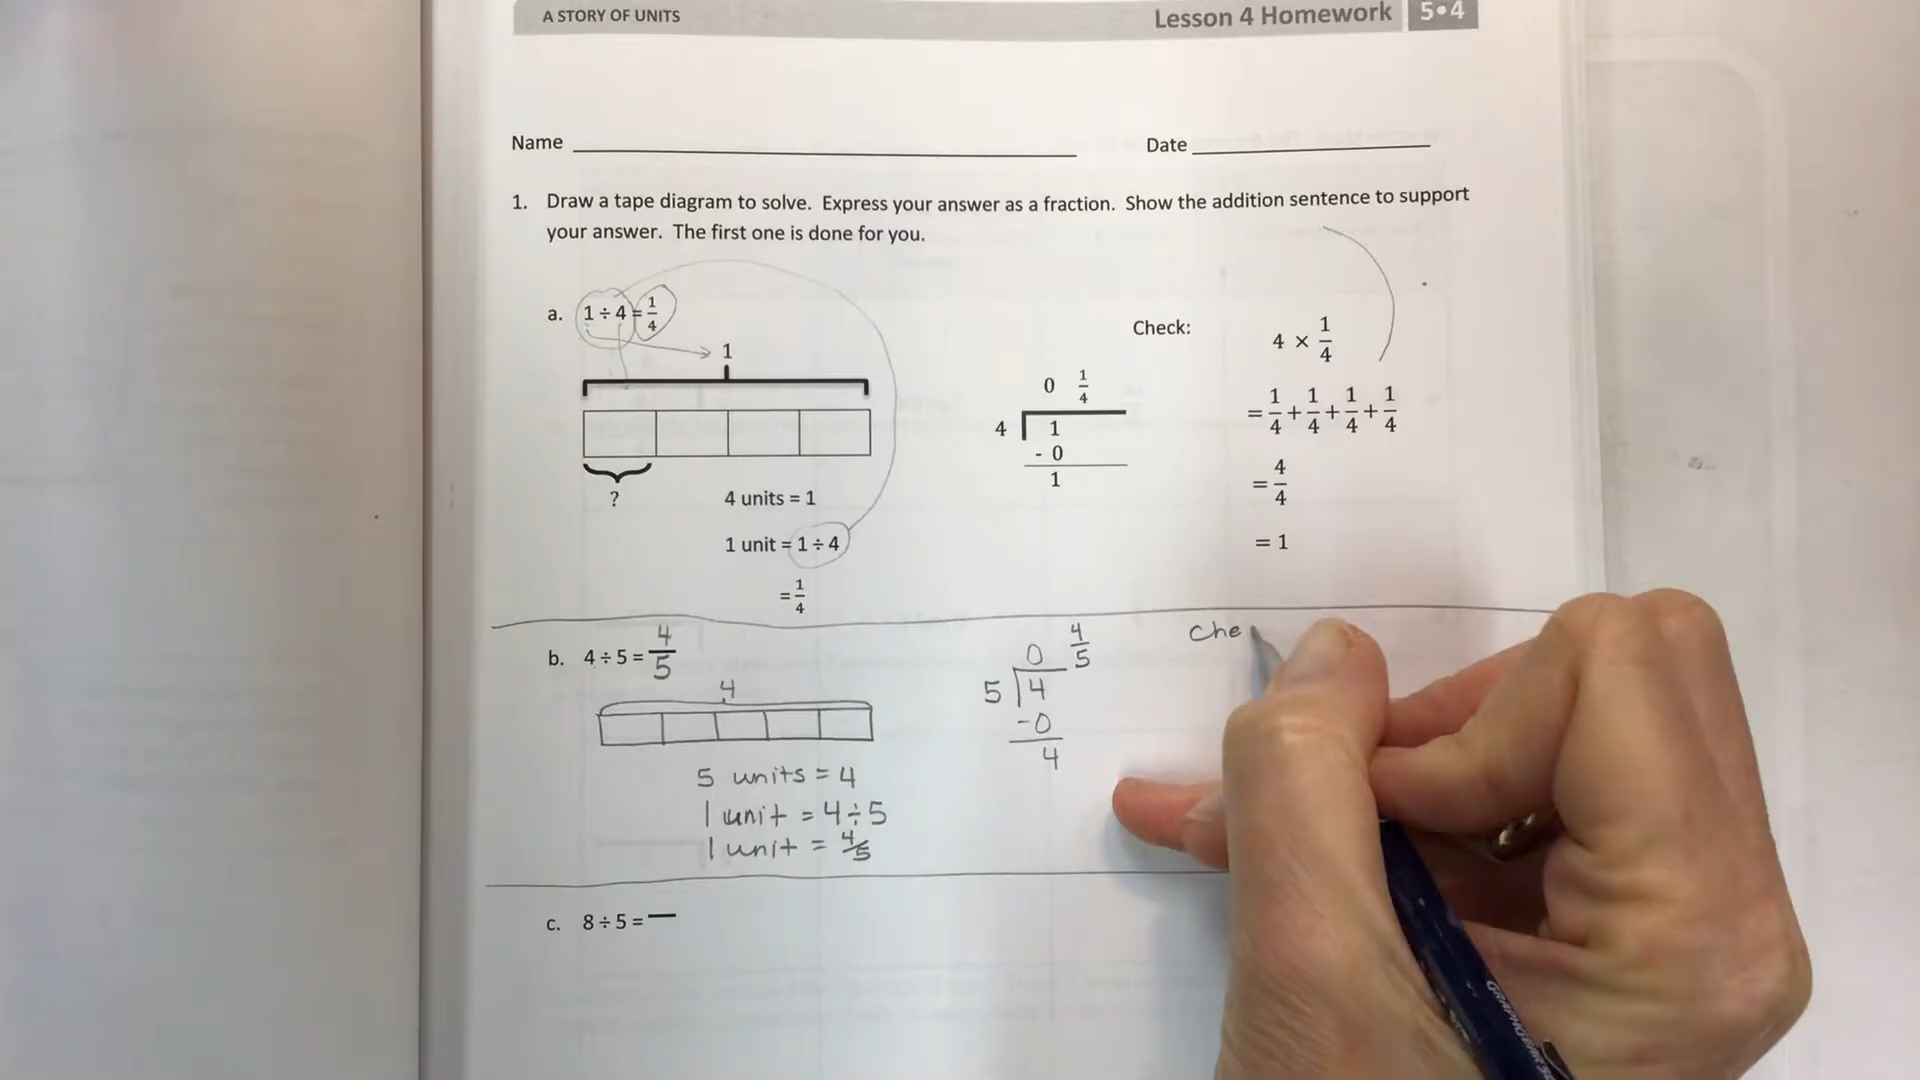 A STORY OF UNITS
Lesson 4 Homework 5•4
Name
Date
1. Draw a tape diagram to solve. Express your answer as a fraction. Show the addition sentence to support
your answer. The first one is done for you.
a. 1 ÷ 4 = 1/4
1
?
4 units = 1
1 unit = 1 ÷ 4
= 1/4
0 1/4
4 1
- 0
1
Check:
4 × 1/4
= 1/4 + 1/4 + 1/4 + 1/4
= 4/4
= 1
b. 4 ÷ 5 = 4/5
4
5 units = 4
1 unit = 4 ÷ 5
1 unit = 4/5
0 4/5
5 4
-0
4
Che
c. 8 ÷ 5 =